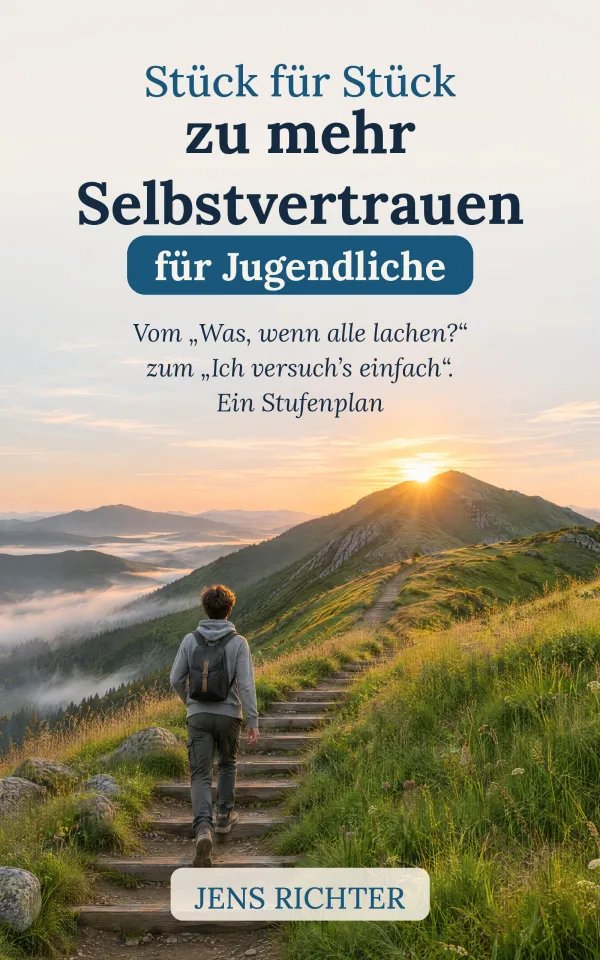 Stück für Stück
zu mehr
Selbstvertrauen
für Jugendliche
Vom „Was, wenn alle lachen?“
zum „Ich versuch’s einfach“.
Ein Stufenplan
JENS RICHTER